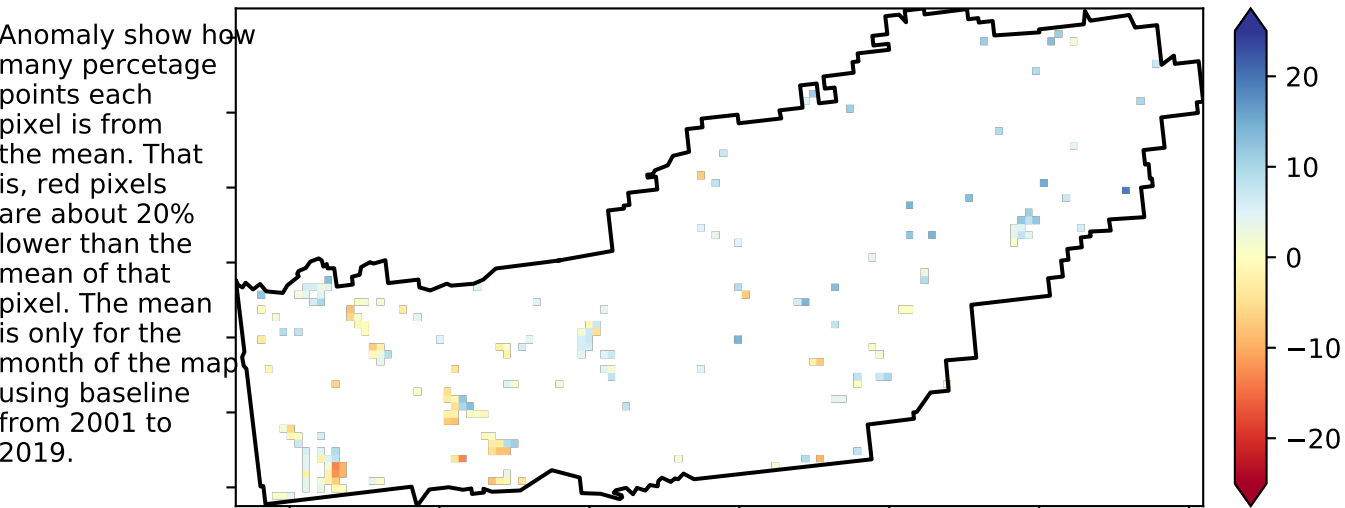 Anomaly show how
many percetage
points each
pixel is from
the mean. That
is, red pixels
are about 20%
lower than the
mean of that
pixel. The mean
is only for the
month of the map
using baseline
from 2001 to
2019.
20
10
0
−10
−20